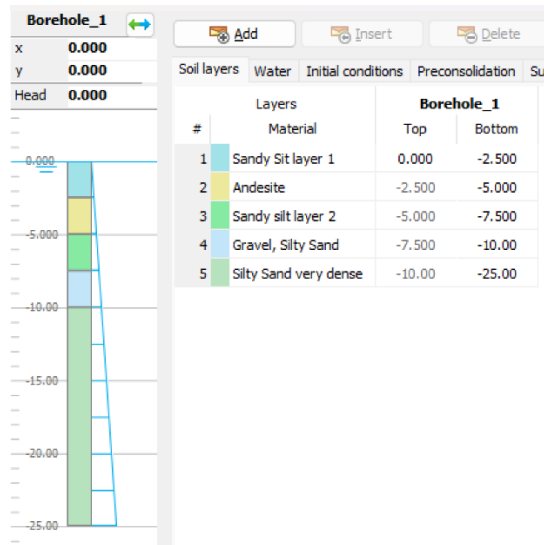 Borehole_1
x 0.000
y 0.000
Head 0.000
0.000
-5.000
-10.00
-15.00
-20.00
-25.00
Add Insert Delete
Soil layers Water Initial conditions Preconsolidation Su
Layers Borehole_1
# Material Top Bottom
1 Sandy Sit layer 1 0.000 -2.500
2 Andesite -2.500 -5.000
3 Sandy silt layer 2 -5.000 -7.500
4 Gravel, Silty Sand -7.500 -10.00
5 Silty Sand very dense -10.00 -25.00